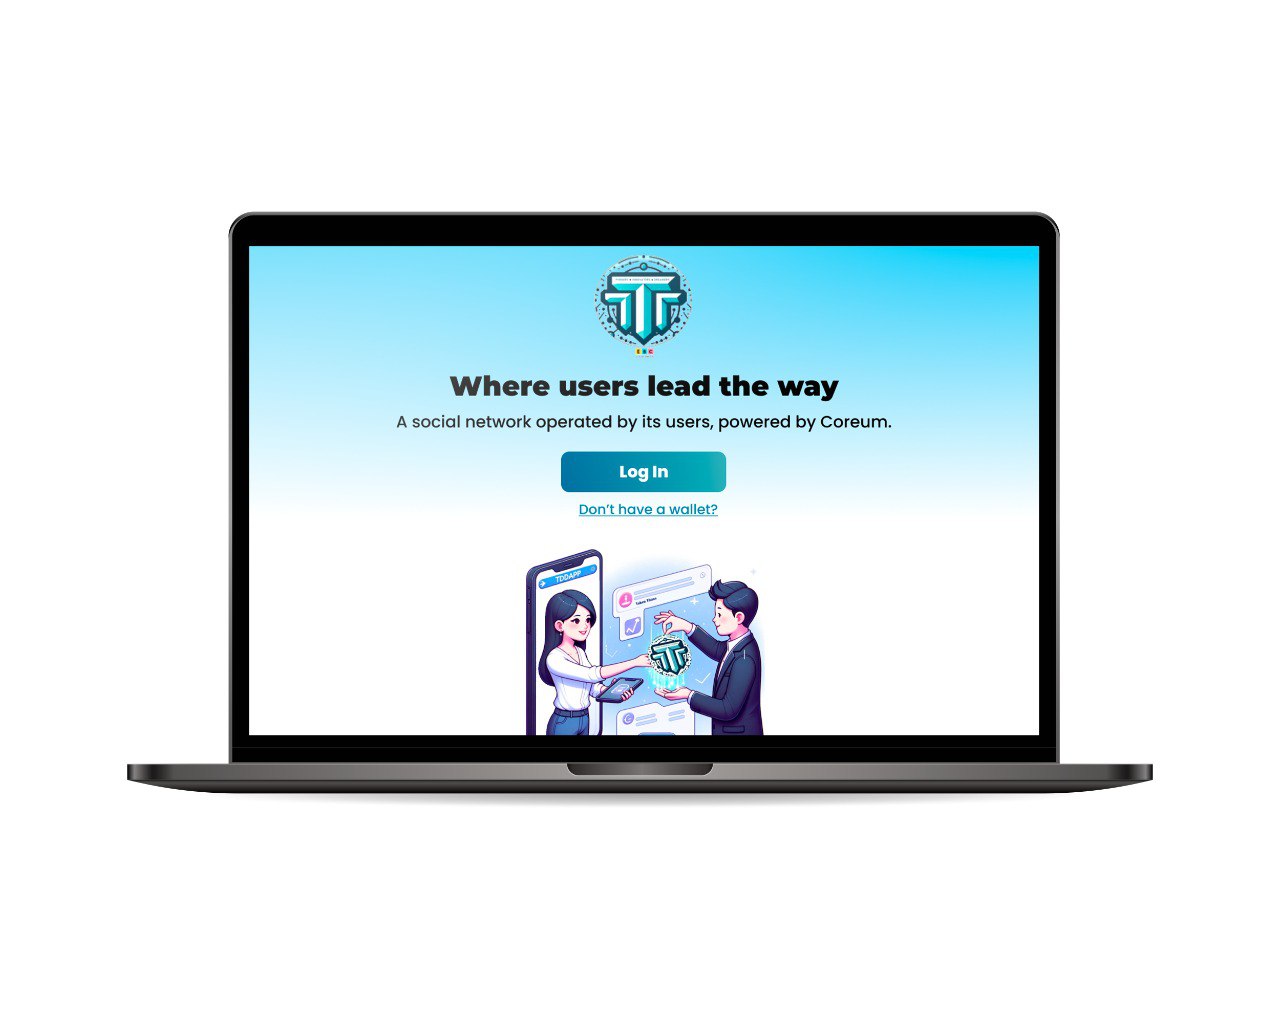 Where users lead the way
A social network operated by its users, powered by Coreum.
Log In
Don't have a wallet?
TDDAPP